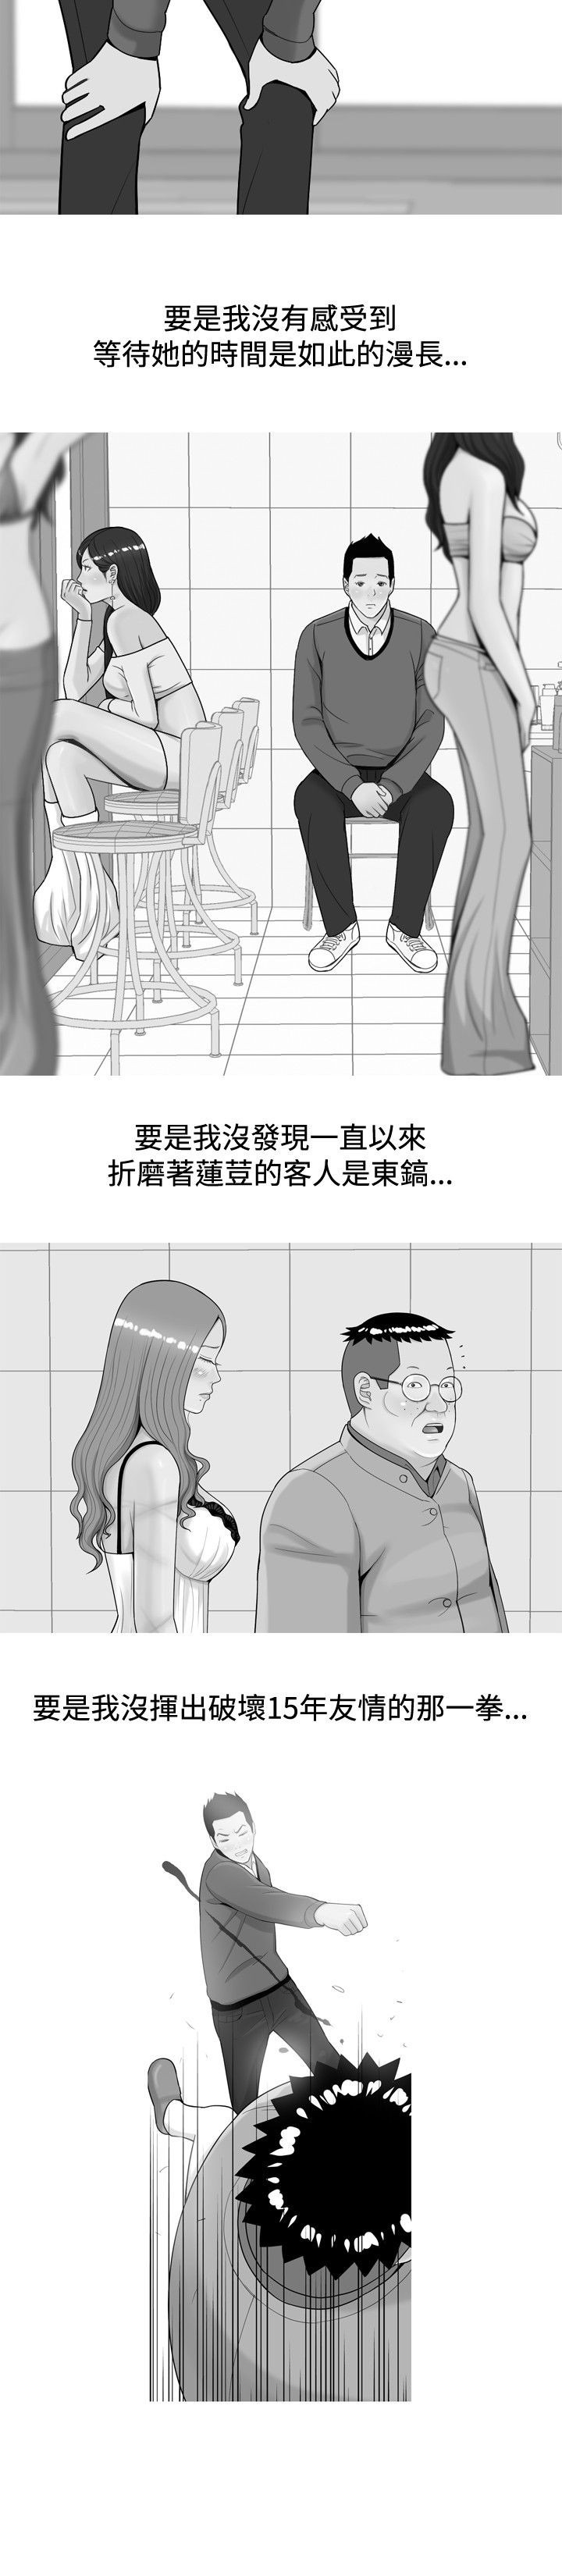 要是我沒有感受到
等待她的時間是如此的漫長...
要是我沒發現一直以來
折磨著蓮荳的客人是東鎬...
要是我沒揮出破壞15年友情的那一拳...